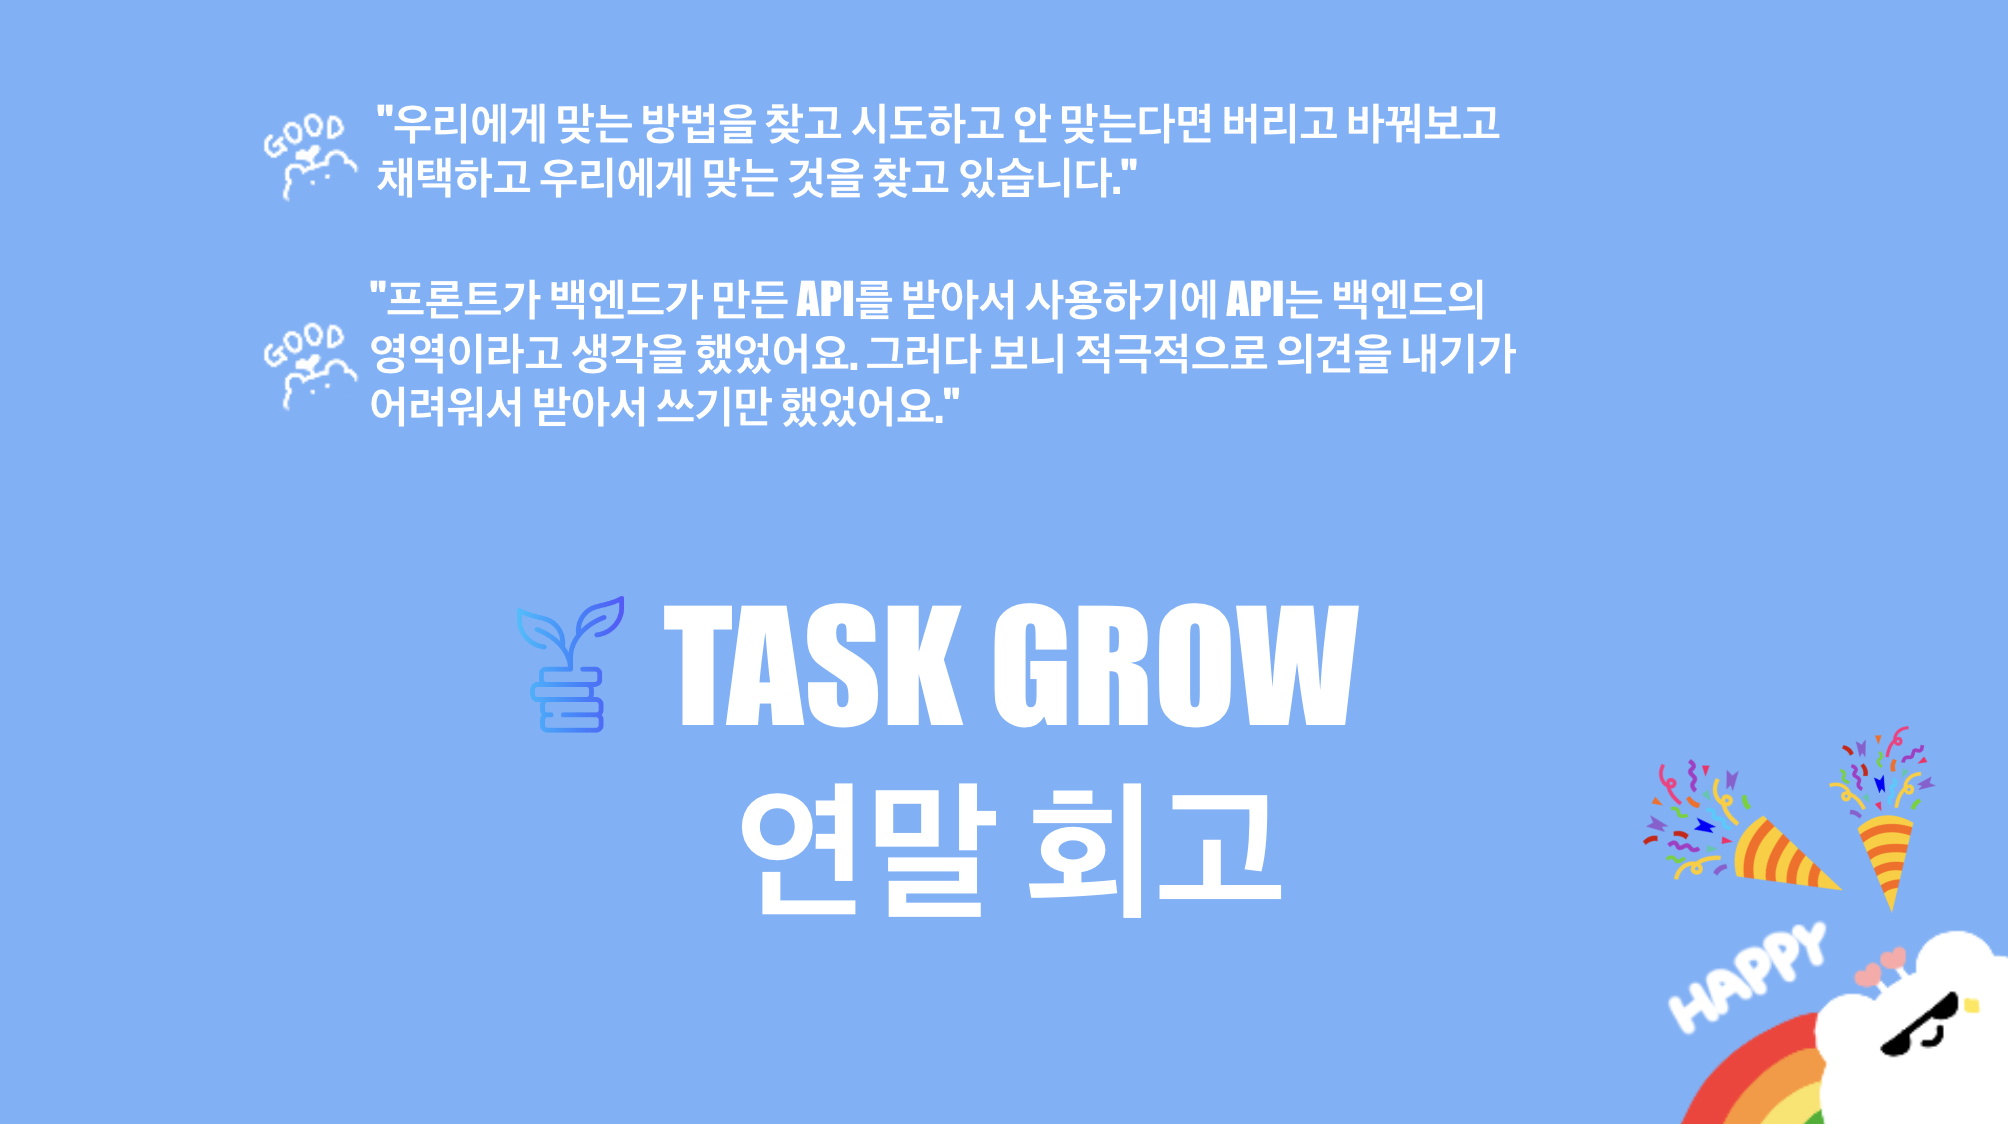 GOOD
"우리에게 맞는 방법을 찾고 시도하고 안 맞는다면 버리고 바꿔보고
채택하고 우리에게 맞는 것을 찾고 있습니다."
GOOD
"프론트가 백엔드가 만든 API를 받아서 사용하기에 API는 백엔드의
영역이라고 생각을 했었어요. 그러다 보니 적극적으로 의견을 내기가
어려워서 받아서 쓰기만 했었어요."
TASK GROW
연말 회고
HAPPY